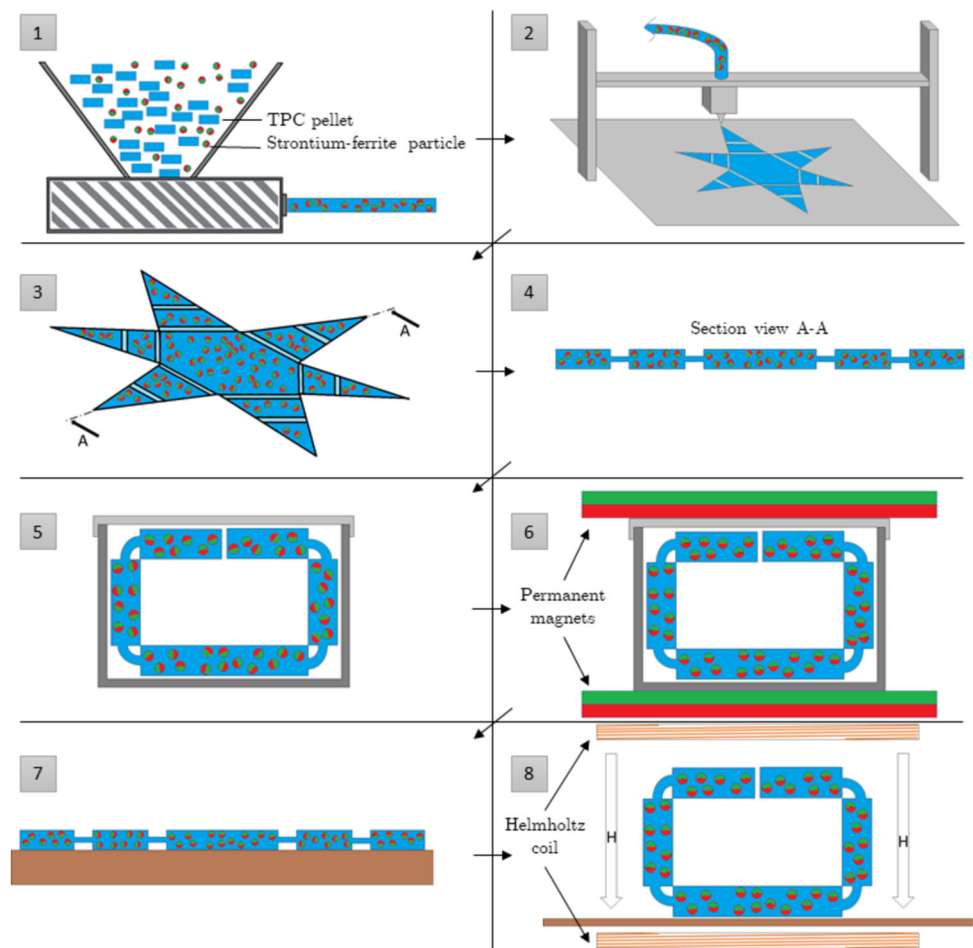 1
TPC pellet
Strontium-ferrite particle
2
3
A
A
4
Section view A-A
5
6
Permanent
magnets
7
8
Helmholtz
coil
H
H